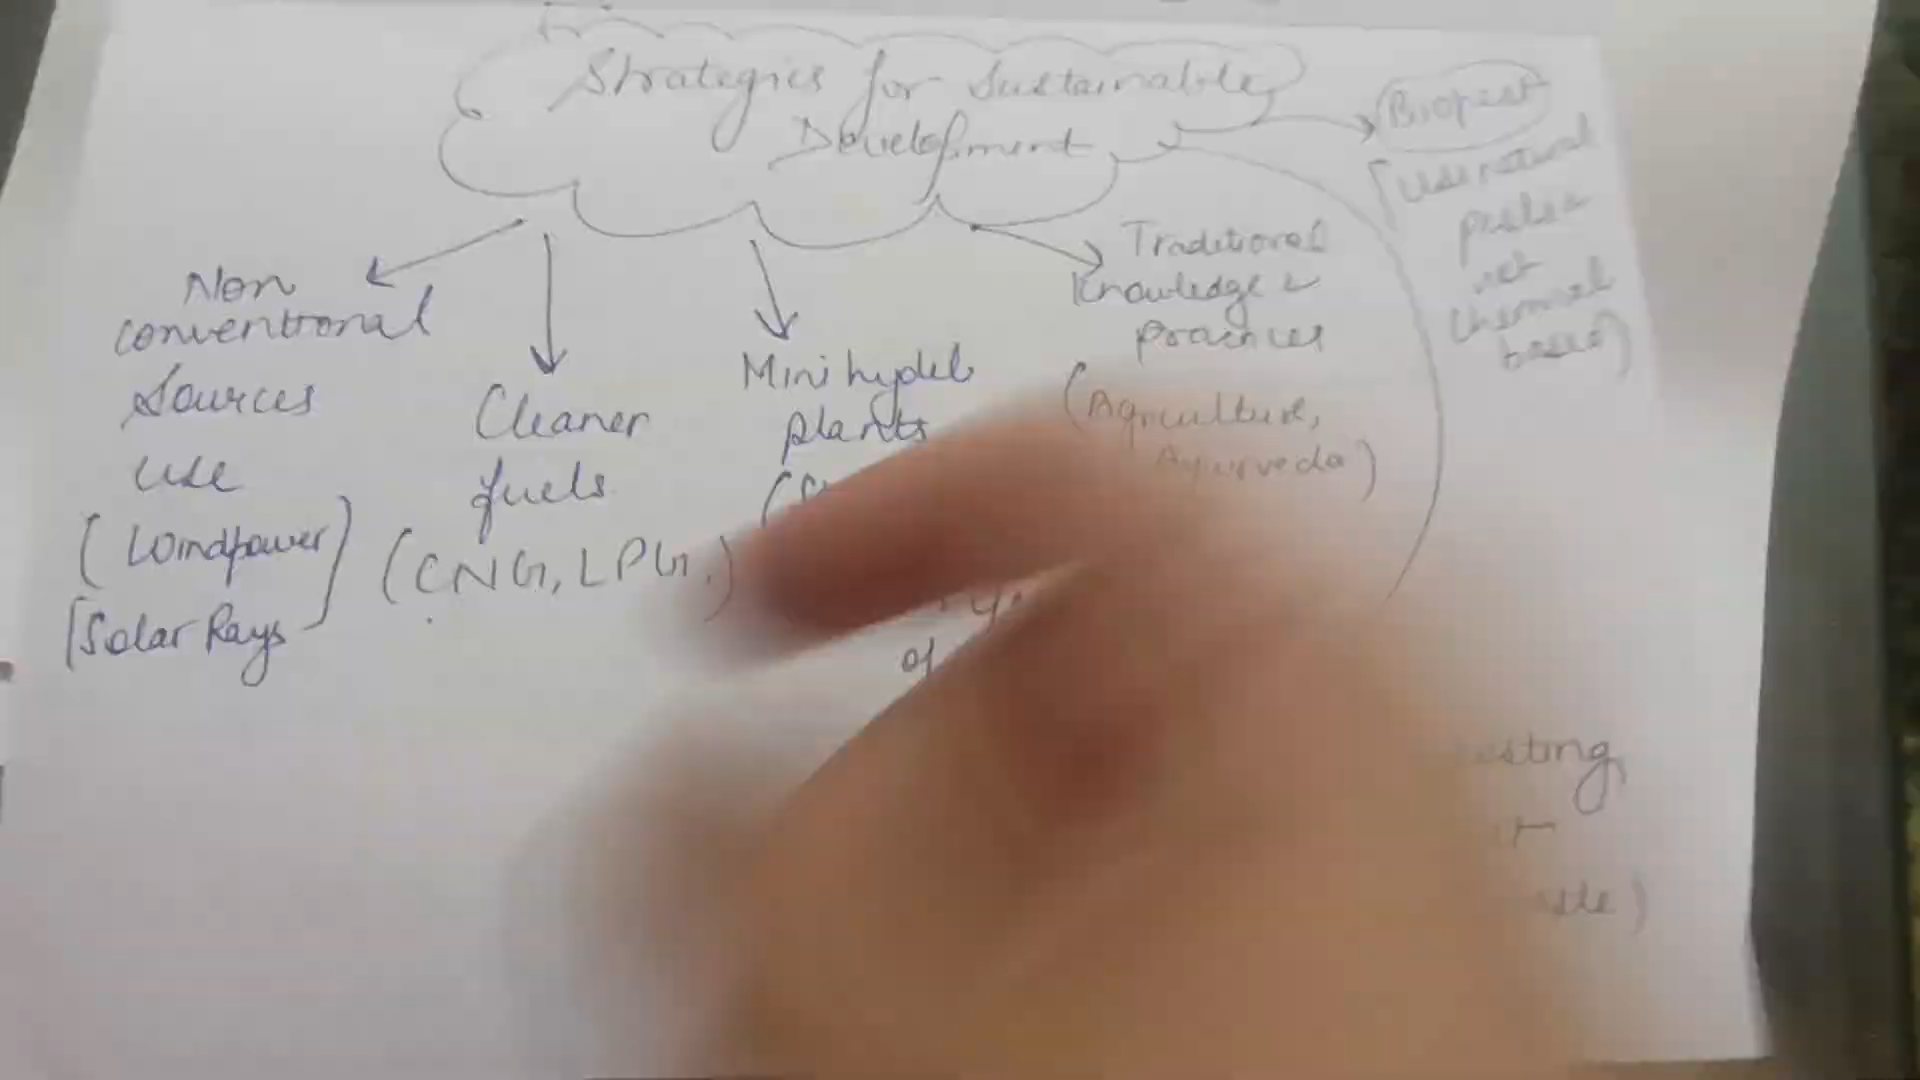 Strategies for Sustainable
Development
Non
conventional
Sources
use
(Windpower)
[Solar Rays
Cleaner
fuels
(CNG, LPG,)
Mini hydel
plants
of
Traditional
Knowledge &
practices
(Agriculture,
Ayurveda)
Biopest
[use natural
not
chemical
based)